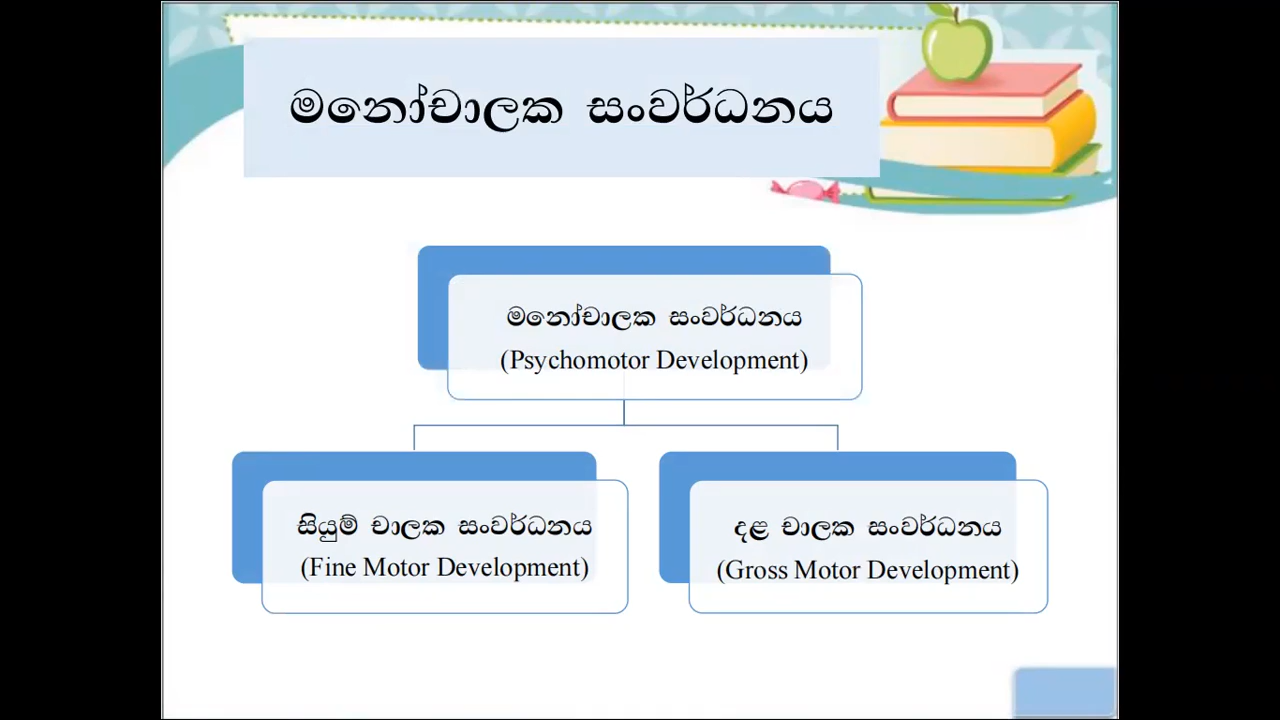 මනෝචාලක සංවර්ධනය
මනෝචාලක සංවර්ධනය
(Psychomotor Development)
සියුම් චාලක සංවර්ධනය
(Fine Motor Development)
දළ චාලක සංවර්ධනය
(Gross Motor Development)